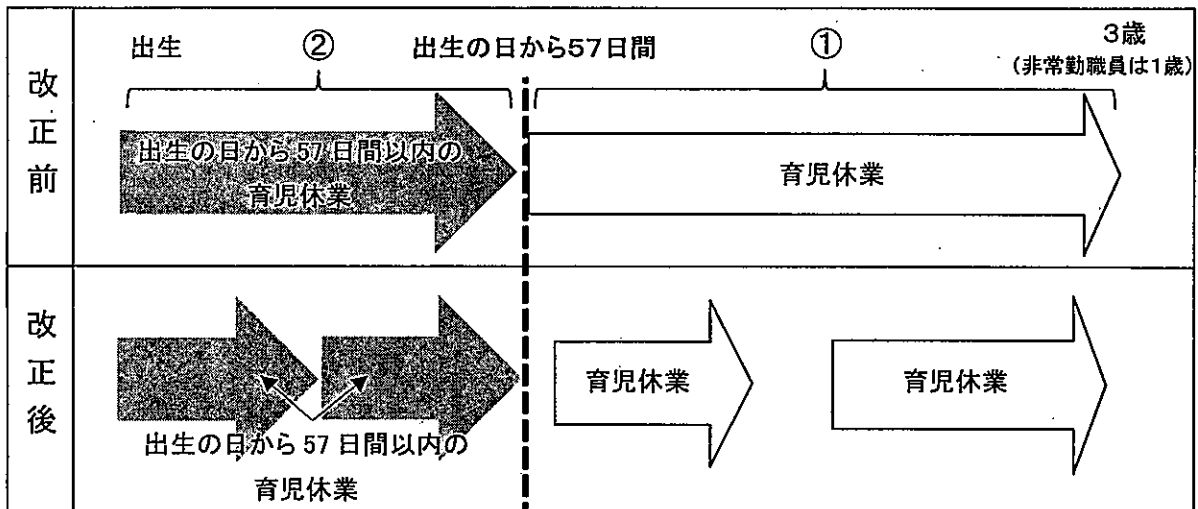 改正前
出生
②
出生の日から57日間
①
3歳
(非常勤職員は1歳)
出生の日から57日間以内の
育児休業
育児休業
改正後
育児休業
育児休業
出生の日から57日間以内の
育児休業